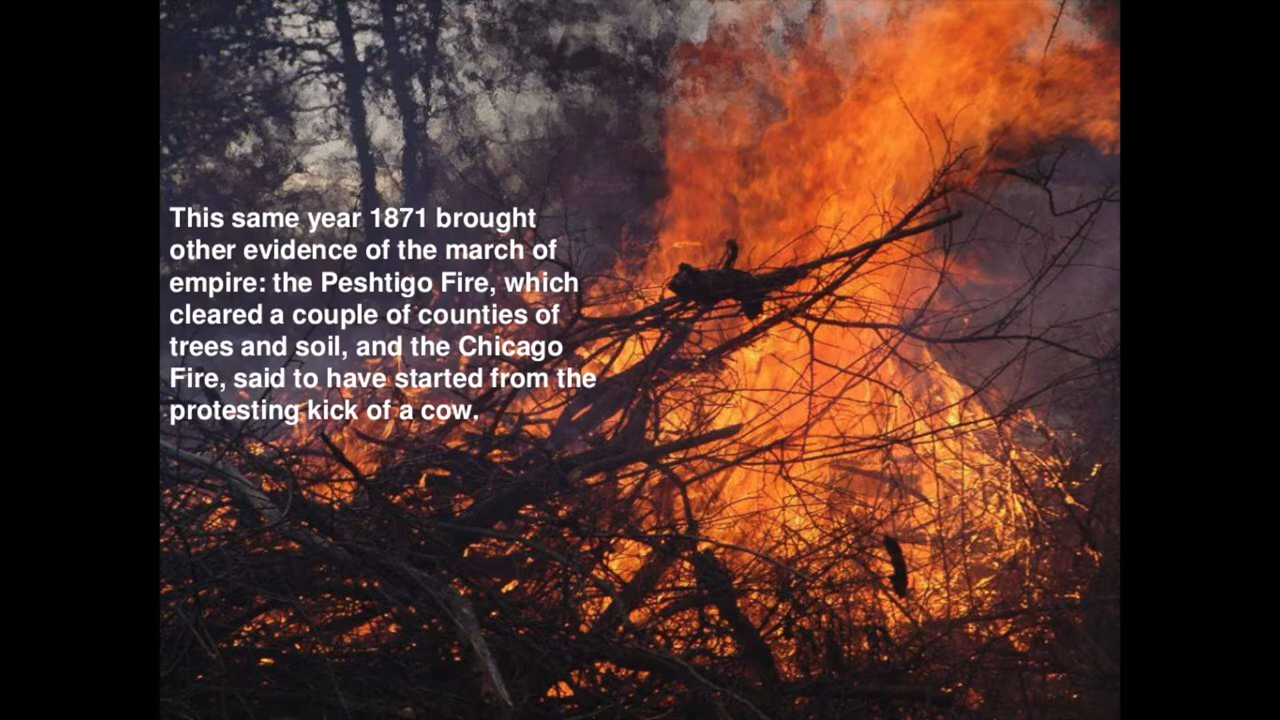 This same year 1871 brought
other evidence of the march of
empire: the Peshtigo Fire, which
cleared a couple of counties of
trees and soil, and the Chicago
Fire, said to have started from the
protesting kick of a cow.